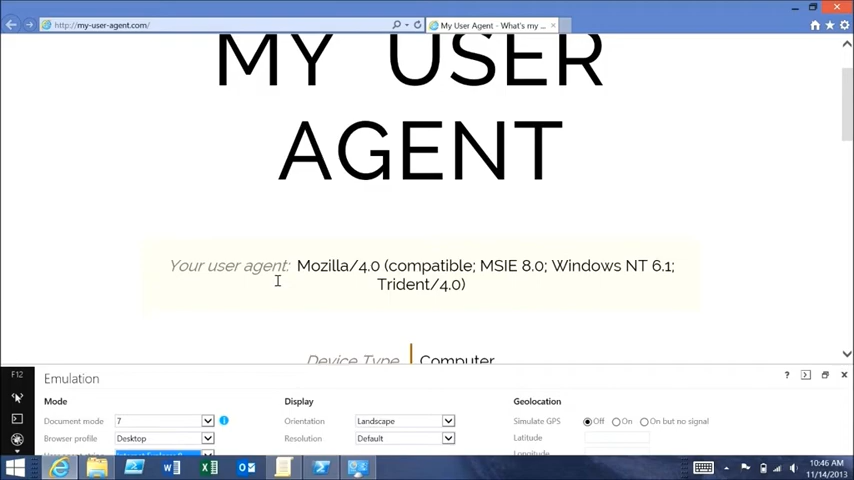 http://my-user-agent.com/
My User Agent - What's my ...
MY USER
AGENT
Your user agent: Mozilla/4.0 (compatible; MSIE 8.0; Windows NT 6.1;
Trident/4.0)
Device Type Computer
F12
Emulation
Mode
Display
Geolocation
Document mode 7
Orientation Landscape
Simulate GPS Off On On but no signal
Browser profile Desktop
Resolution Default
Latitude
Longitude
10:46 AM
11/14/2013